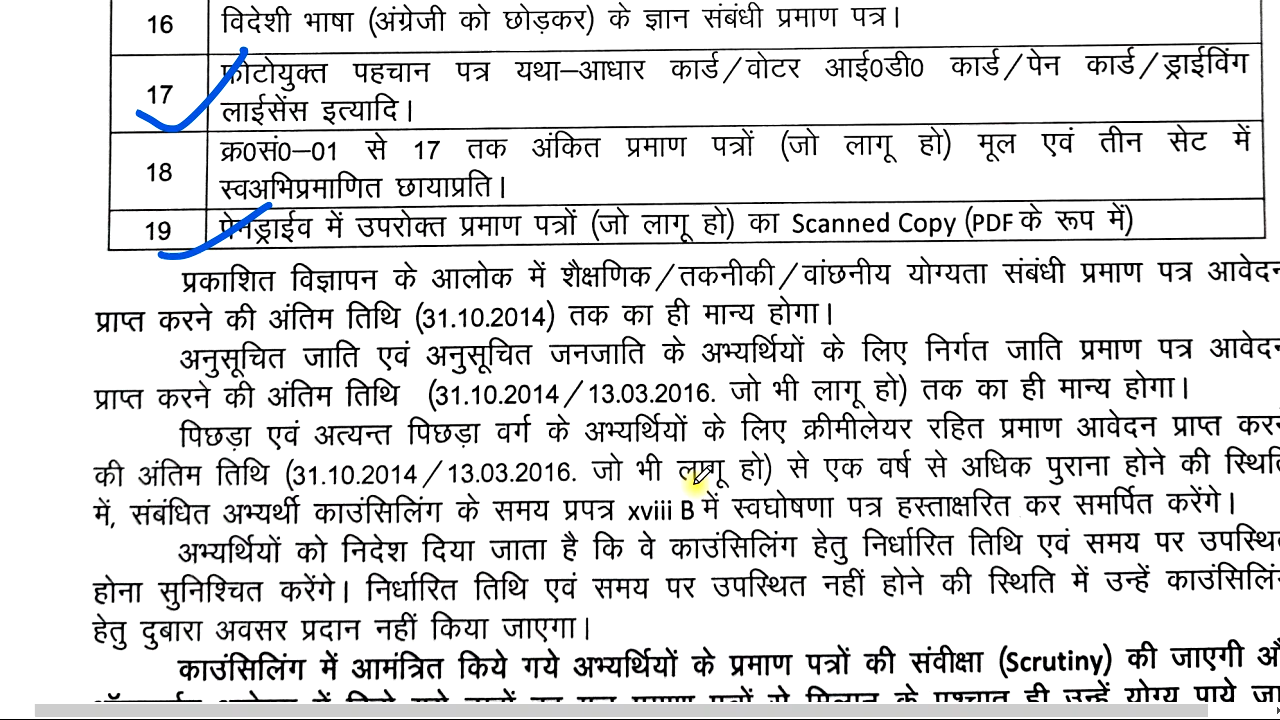 16 विदेशी भाषा (अंग्रेजी को छोड़कर) के ज्ञान संबंधी प्रमाण पत्र।
17 फोटोयुक्त पहचान पत्र यथा–आधार कार्ड/वोटर आई0डी0 कार्ड/पेन कार्ड/ड्राईविंग
लाईसेंस इत्यादि।
18 क्र0सं0–01 से 17 तक अंकित प्रमाण पत्रों (जो लागू हो) मूल एवं तीन सेट में
स्वअभिप्रमाणित छायाप्रति।
19 पेनड्राईव में उपरोक्त प्रमाण पत्रों (जो लागू हो) का Scanned Copy (PDF के रूप में)
प्रकाशित विज्ञापन के आलोक में शैक्षणिक/तकनीकी/वांछनीय योग्यता संबंधी प्रमाण पत्र आवेदन
प्राप्त करने की अंतिम तिथि (31.10.2014) तक का ही मान्य होगा।
अनुसूचित जाति एवं अनुसूचित जनजाति के अभ्यर्थियों के लिए निर्गत जाति प्रमाण पत्र आवेदन
प्राप्त करने की अंतिम तिथि (31.10.2014/13.03.2016. जो भी लागू हो) तक का ही मान्य होगा।
पिछड़ा एवं अत्यन्त पिछड़ा वर्ग के अभ्यर्थियों के लिए क्रीमीलेयर रहित प्रमाण आवेदन प्राप्त करने
की अंतिम तिथि (31.10.2014/13.03.2016. जो भी लागू हो) से एक वर्ष से अधिक पुराना होने की स्थिति
में, संबंधित अभ्यर्थी काउंसिलिंग के समय प्रपत्र xviii B में स्वघोषणा पत्र हस्ताक्षरित कर समर्पित करेंगे।
अभ्यर्थियों को निदेश दिया जाता है कि वे काउंसिलिंग हेतु निर्धारित तिथि एवं समय पर उपस्थित
होना सुनिश्चित करेंगे। निर्धारित तिथि एवं समय पर उपस्थित नहीं होने की स्थिति में उन्हें काउंसिलिंग
हेतु दुबारा अवसर प्रदान नहीं किया जाएगा।
काउंसिलिंग में आमंत्रित किये गये अभ्यर्थियों के प्रमाण पत्रों की संवीक्षा (Scrutiny) की जाएगी